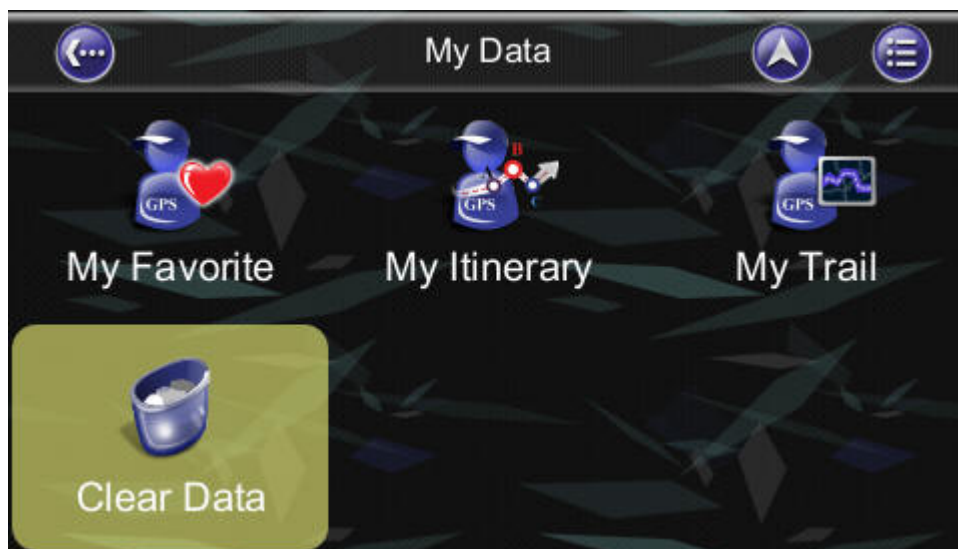 My Data
GPS
B
GPS
C
GPS
My Favorite
My Itinerary
My Trail
Clear Data